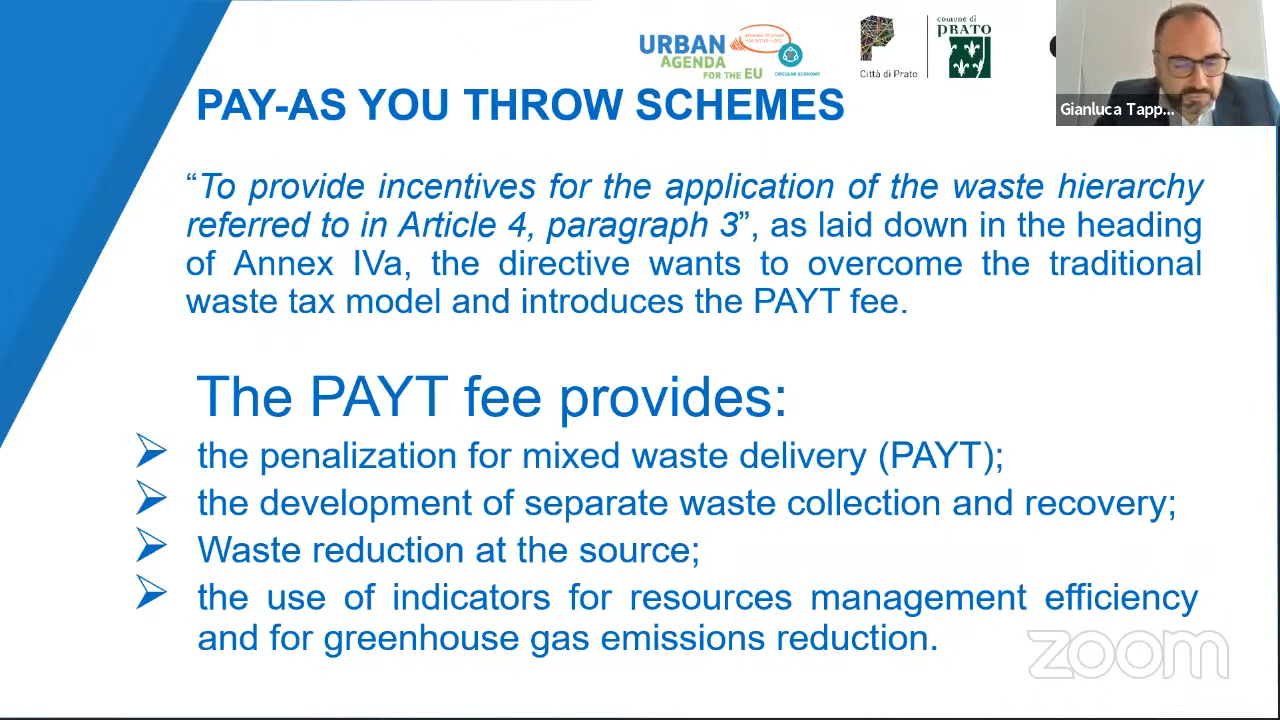 URBAN
AGENDA
FOR THE EU
CIRCULAR ECONOMY
Città di Prato
comune di
PRATO
Gianluca Tapp...
PAY-AS YOU THROW SCHEMES
“To provide incentives for the application of the waste hierarchy
referred to in Article 4, paragraph 3”, as laid down in the heading
of Annex IVa, the directive wants to overcome the traditional
waste tax model and introduces the PAYT fee.
The PAYT fee provides:
the penalization for mixed waste delivery (PAYT);
the development of separate waste collection and recovery;
Waste reduction at the source;
the use of indicators for resources management efficiency
and for greenhouse gas emissions reduction.
zoom